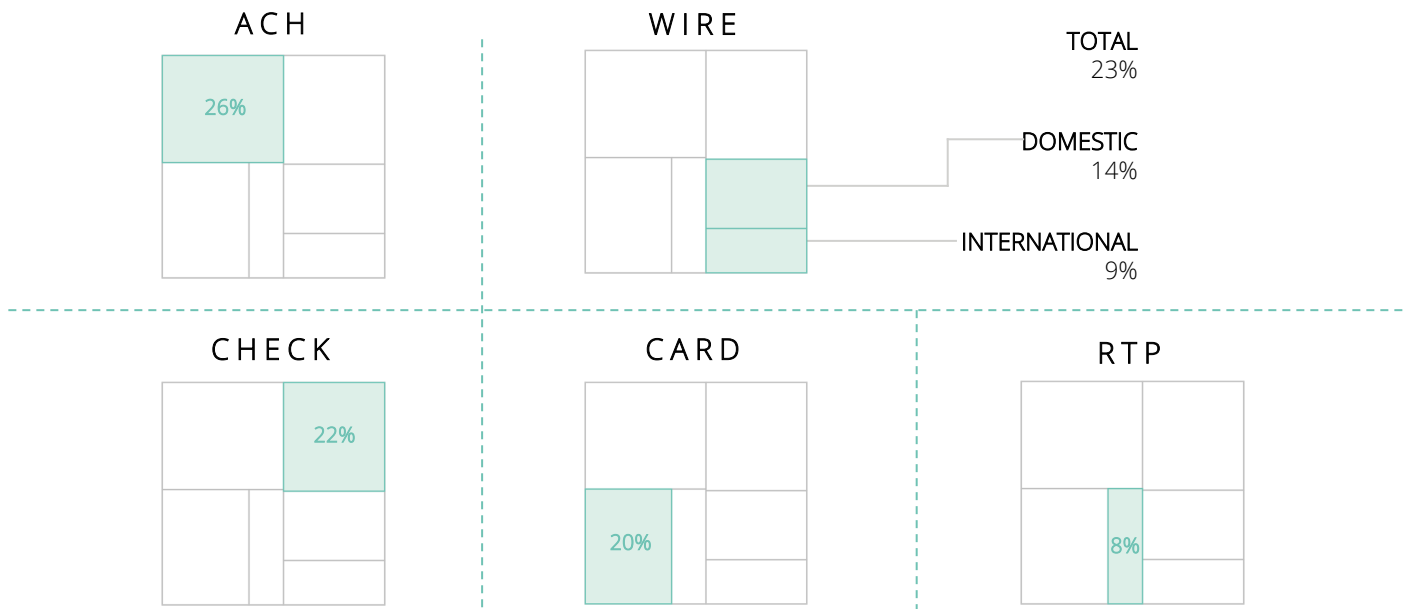 ACH
26%
WIRE
TOTAL
23%
DOMESTIC
14%
INTERNATIONAL
9%
CHECK
22%
CARD
20%
RTP
8%